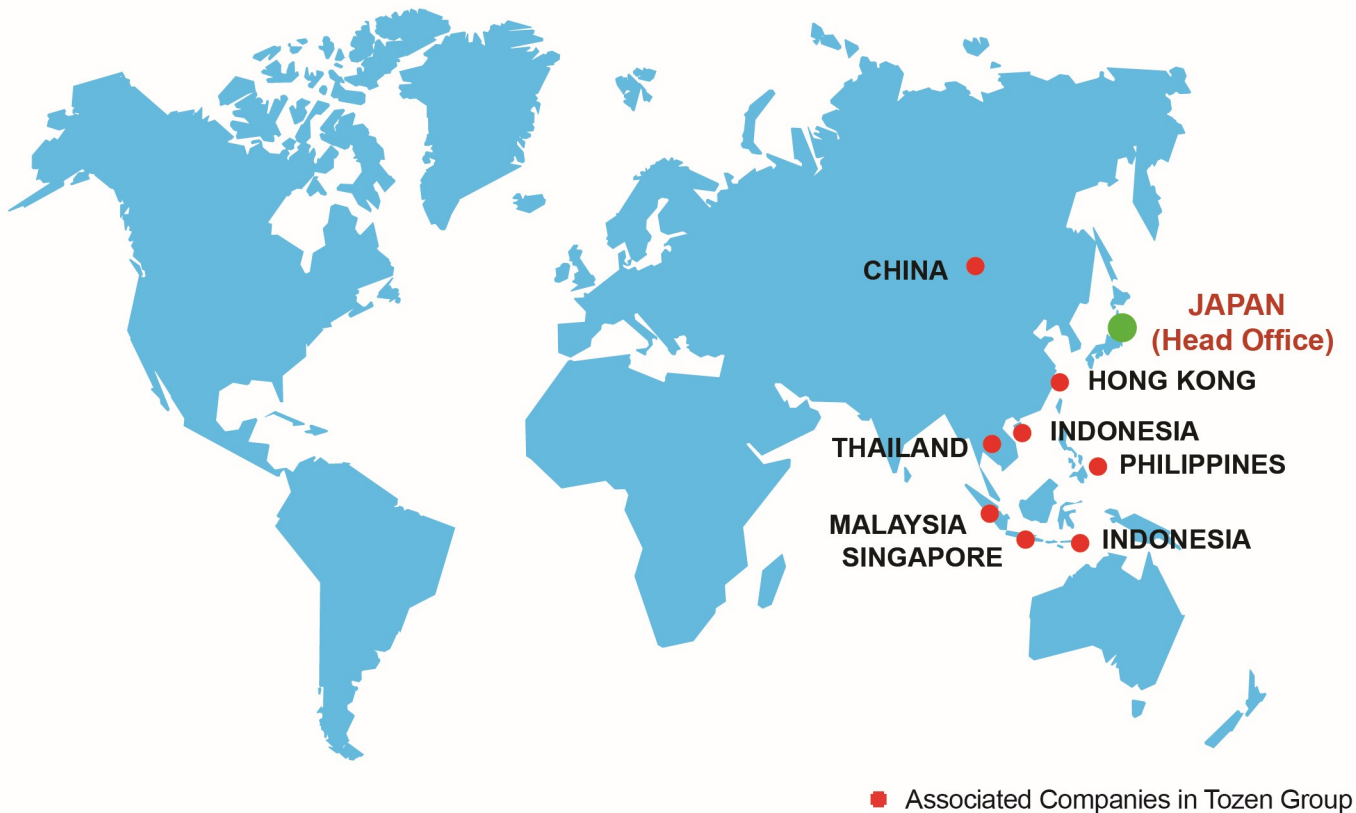 CHINA
JAPAN
(Head Office)
HONG KONG
INDONESIA
THAILAND
PHILIPPINES
MALAYSIA
SINGAPORE
INDONESIA
Associated Companies in Tozen Group